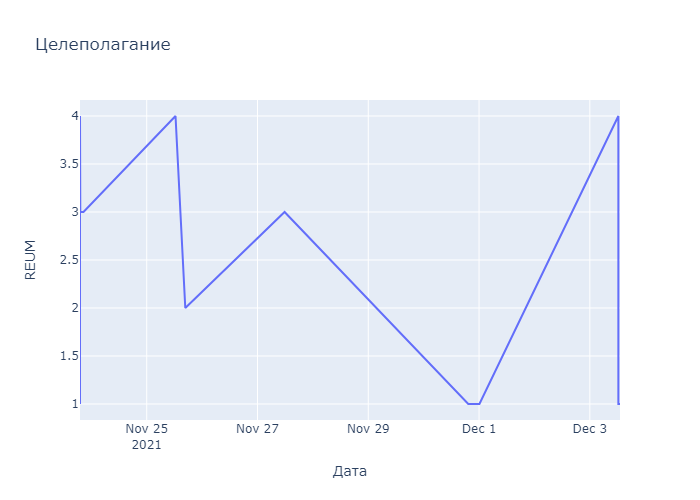 Целеполагание
4
3.5
3
2.5
2
1.5
1
REUM
Nov 25
2021
Nov 27
Nov 29
Dec 1
Dec 3
Дата